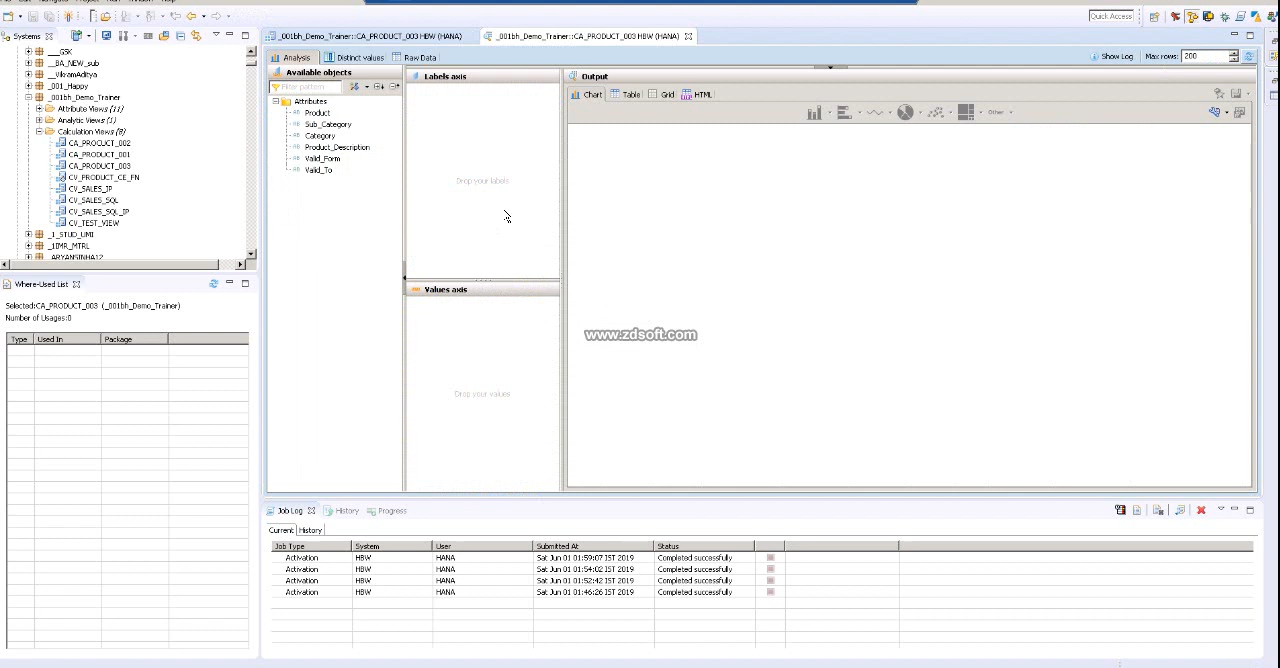 Quick Access
Systems
___GSK
__BA_NEW_sub
__VikramAditya
_001_Happy
_001bh_Demo_Trainer
Attribute Views (11)
Calculation Views (8)
CA_PRODUCT_001
CA_PRODUCT_003
CV_PRODUCT_CE_FN
CV_SALES_IP
CV_SALES_SQL
CV_SALES_SQL_IP
CV_TEST_VIEW
_1_STUD_UMI
_1IMR_MTRL
_ARYANSINHA12
Where-Used List
Selected:CA_PRODUCT_003 (_001bh_Demo_Trainer)
Number of Usages:0
Type Used In Package
_001bh_Demo_Trainer::CA_PRODUCT_003 HBW (HANA)
_001bh_Demo_Trainer::CA_PRODUCT_003 HBW (HANA)
Analysis Distinct values Raw Data
Show Log Max rows: 200
Available objects
Filter pattern
Attributes
Product
Sub_Category
Category
Product_Description
Valid_Form
Valid_To
Labels axis
Drop your labels
Values axis
Drop your values
Output
Chart Table Grid HTML
Other
www.zdsoft.com
Job Log History Progress
Current History
Job Type System User Submitted At Status
Activation HBW HANA Sat Jun 01 01:59:07 IST 2019 Completed successfully
Activation HBW HANA Sat Jun 01 01:54:02 IST 2019 Completed successfully
Activation HBW HANA Sat Jun 01 01:52:42 IST 2019 Completed successfully
Activation HBW HANA Sat Jun 01 01:46:26 IST 2019 Completed successfully